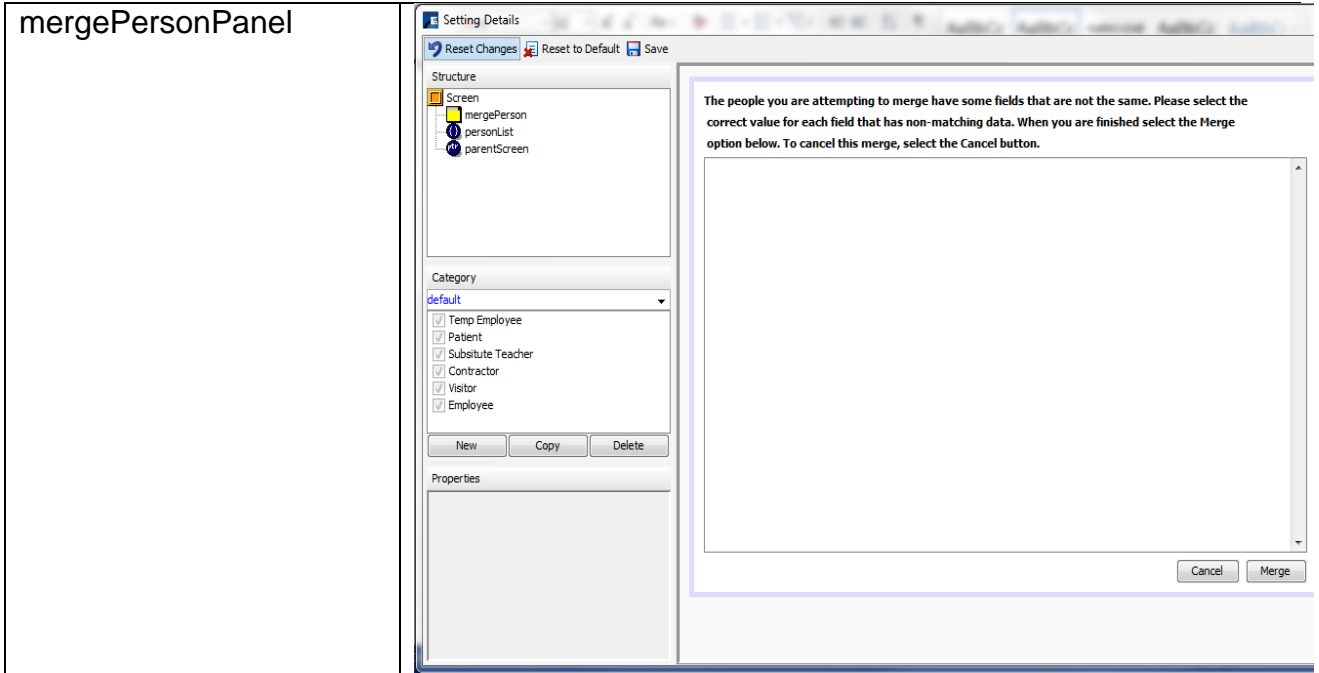 mergePersonPanel
Setting Details
Reset Changes Reset to Default Save
Structure
Screen
mergePerson
personList
ptr parentScreen
Category
default
Temp Employee
Patient
Subsitute Teacher
Contractor
Visitor
Employee
New Copy Delete
Properties
The people you are attempting to merge have some fields that are not the same. Please select the
correct value for each field that has non-matching data. When you are finished select the Merge
option below. To cancel this merge, select the Cancel button.
Cancel Merge